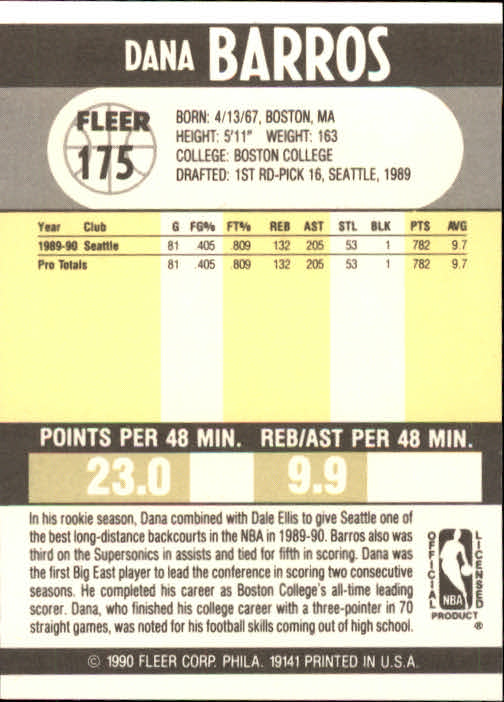 DANA BARROS
FLEER
175
BORN: 4/13/67, BOSTON, MA
HEIGHT: 5'11" WEIGHT: 163
COLLEGE: BOSTON COLLEGE
DRAFTED: 1ST RD-PICK 16, SEATTLE, 1989
Year Club G FG% FT% REB AST STL BLK PTS AVG
1989-90 Seattle 81 .405 .809 132 205 53 1 782 9.7
Pro Totals 81 .405 .809 132 205 53 1 782 9.7
POINTS PER 48 MIN. REB/AST PER 48 MIN.
23.0 9.9
In his rookie season, Dana combined with Dale Ellis to give Seattle one of
the best long-distance backcourts in the NBA in 1989-90. Barros also was
third on the Supersonics in assists and tied for fifth in scoring. Dana was
the first Big East player to lead the conference in scoring two consecutive
seasons. He completed his career as Boston College's all-time leading
scorer. Dana, who finished his college career with a three-pointer in 70
straight games, was noted for his football skills coming out of high school.
OFFICIAL
NBA
LICENSED
PRODUCT ®
© 1990 FLEER CORP. PHILA. 19141 PRINTED IN U.S.A.